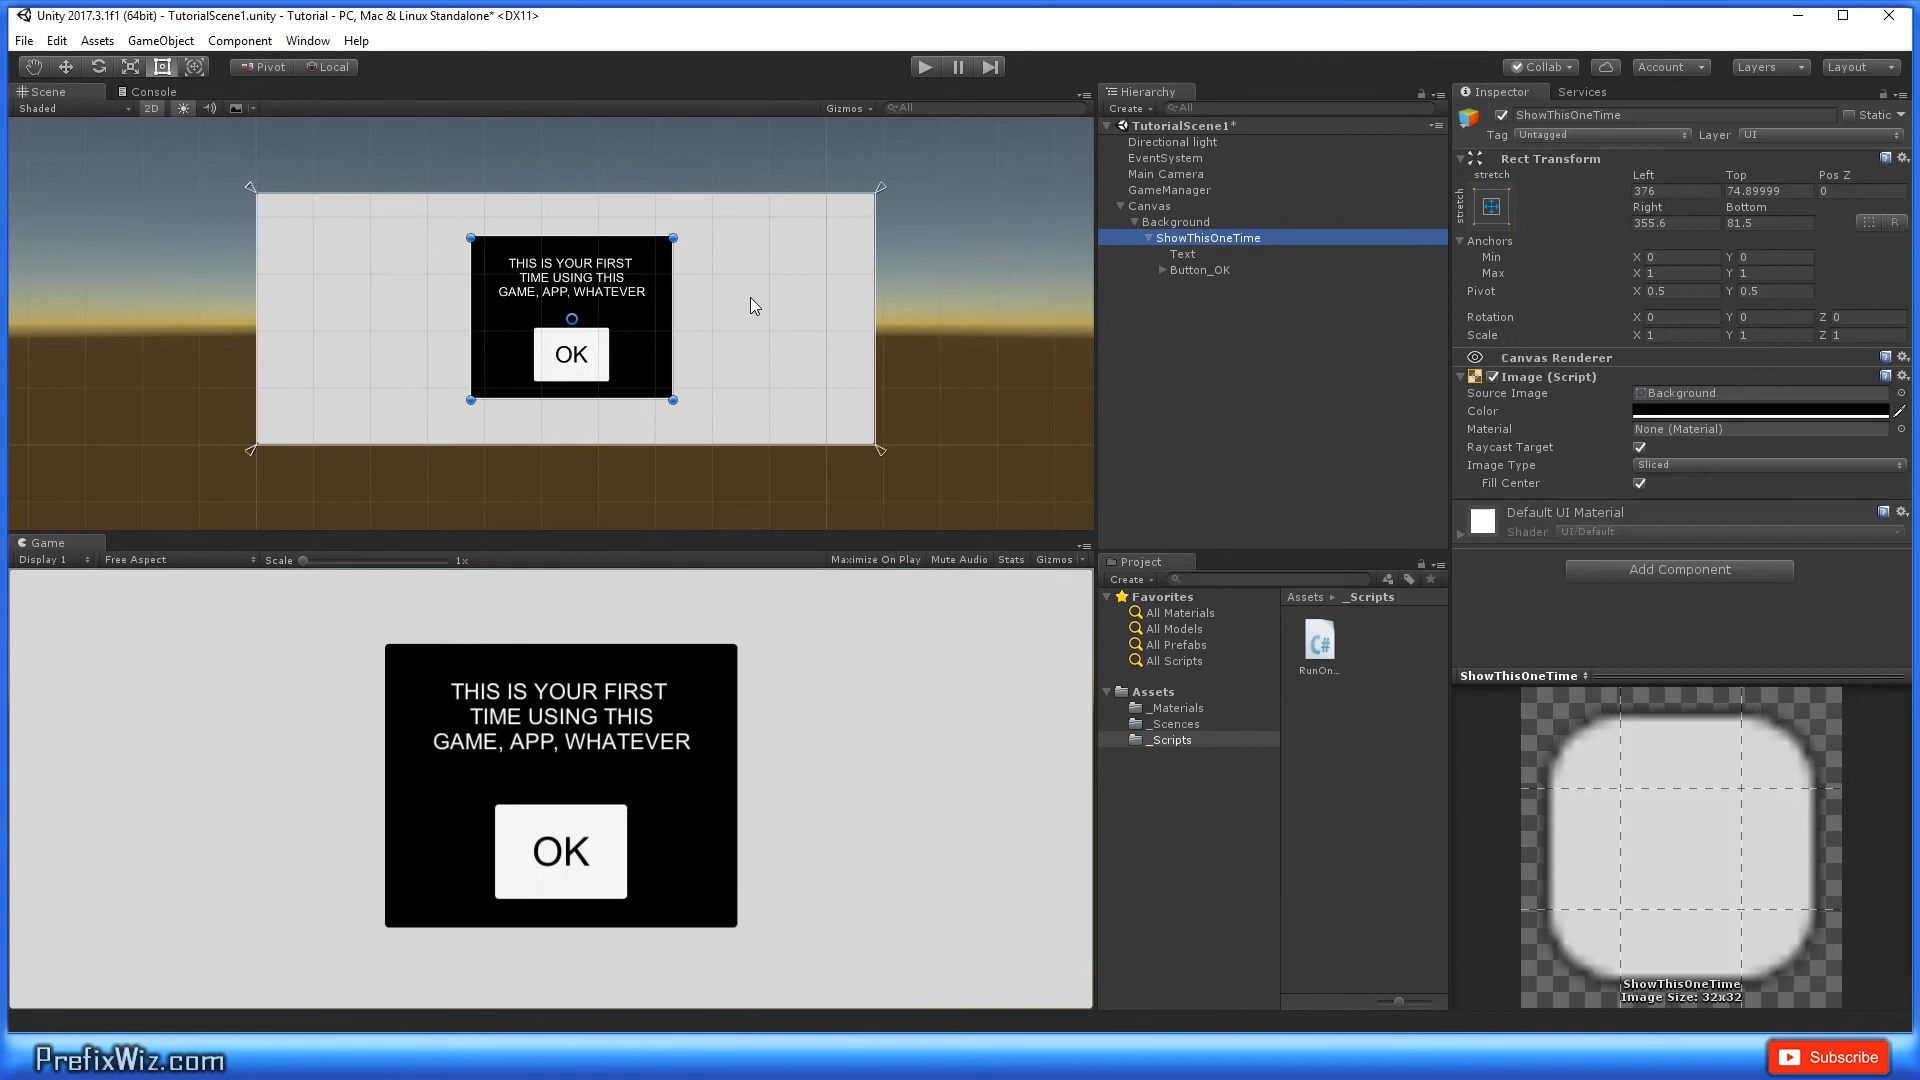 Unity 2017.3.1f1 (64bit) - TutorialScene1.unity - Tutorial - PC, Mac & Linux Standalone* <DX11>
File Edit Assets GameObject Component Window Help
Pivot Local Collab Account Layers Layout
Scene Console
Shaded 2D Gizmos All
THIS IS YOUR FIRST
TIME USING THIS
GAME, APP, WHATEVER
OK
Game
Display 1 Free Aspect Scale 1x Maximize On Play Mute Audio Stats Gizmos
THIS IS YOUR FIRST
TIME USING THIS
GAME, APP, WHATEVER
OK
Hierarchy
Create All
TutorialScene1*
Directional light
EventSystem
Main Camera
GameManager
Canvas
Background
ShowThisOneTime
Text
Button_OK
Project
Create
Favorites
All Materials
All Models
All Prefabs
All Scripts
Assets
_Materials
_Scences
_Scripts
Assets _Scripts
C#
RunOn...
Inspector Services
ShowThisOneTime Static
Tag Untagged Layer UI
Rect Transform
stretch Left Top Pos Z
stretch
376 74.89999 0
Right Bottom
355.6 81.5 R
Anchors
Min X 0 Y 0
Max X 1 Y 1
Pivot X 0.5 Y 0.5
Rotation X 0 Y 0 Z 0
Scale X 1 Y 1 Z 1
Canvas Renderer
Image (Script)
Source Image Background
Color
Material None (Material)
Raycast Target
Image Type Sliced
Fill Center
Default UI Material
Shader UI/Default
Add Component
ShowThisOneTime
ShowThisOneTime
Image Size: 32x32
PrefixWiz.com
Subscribe